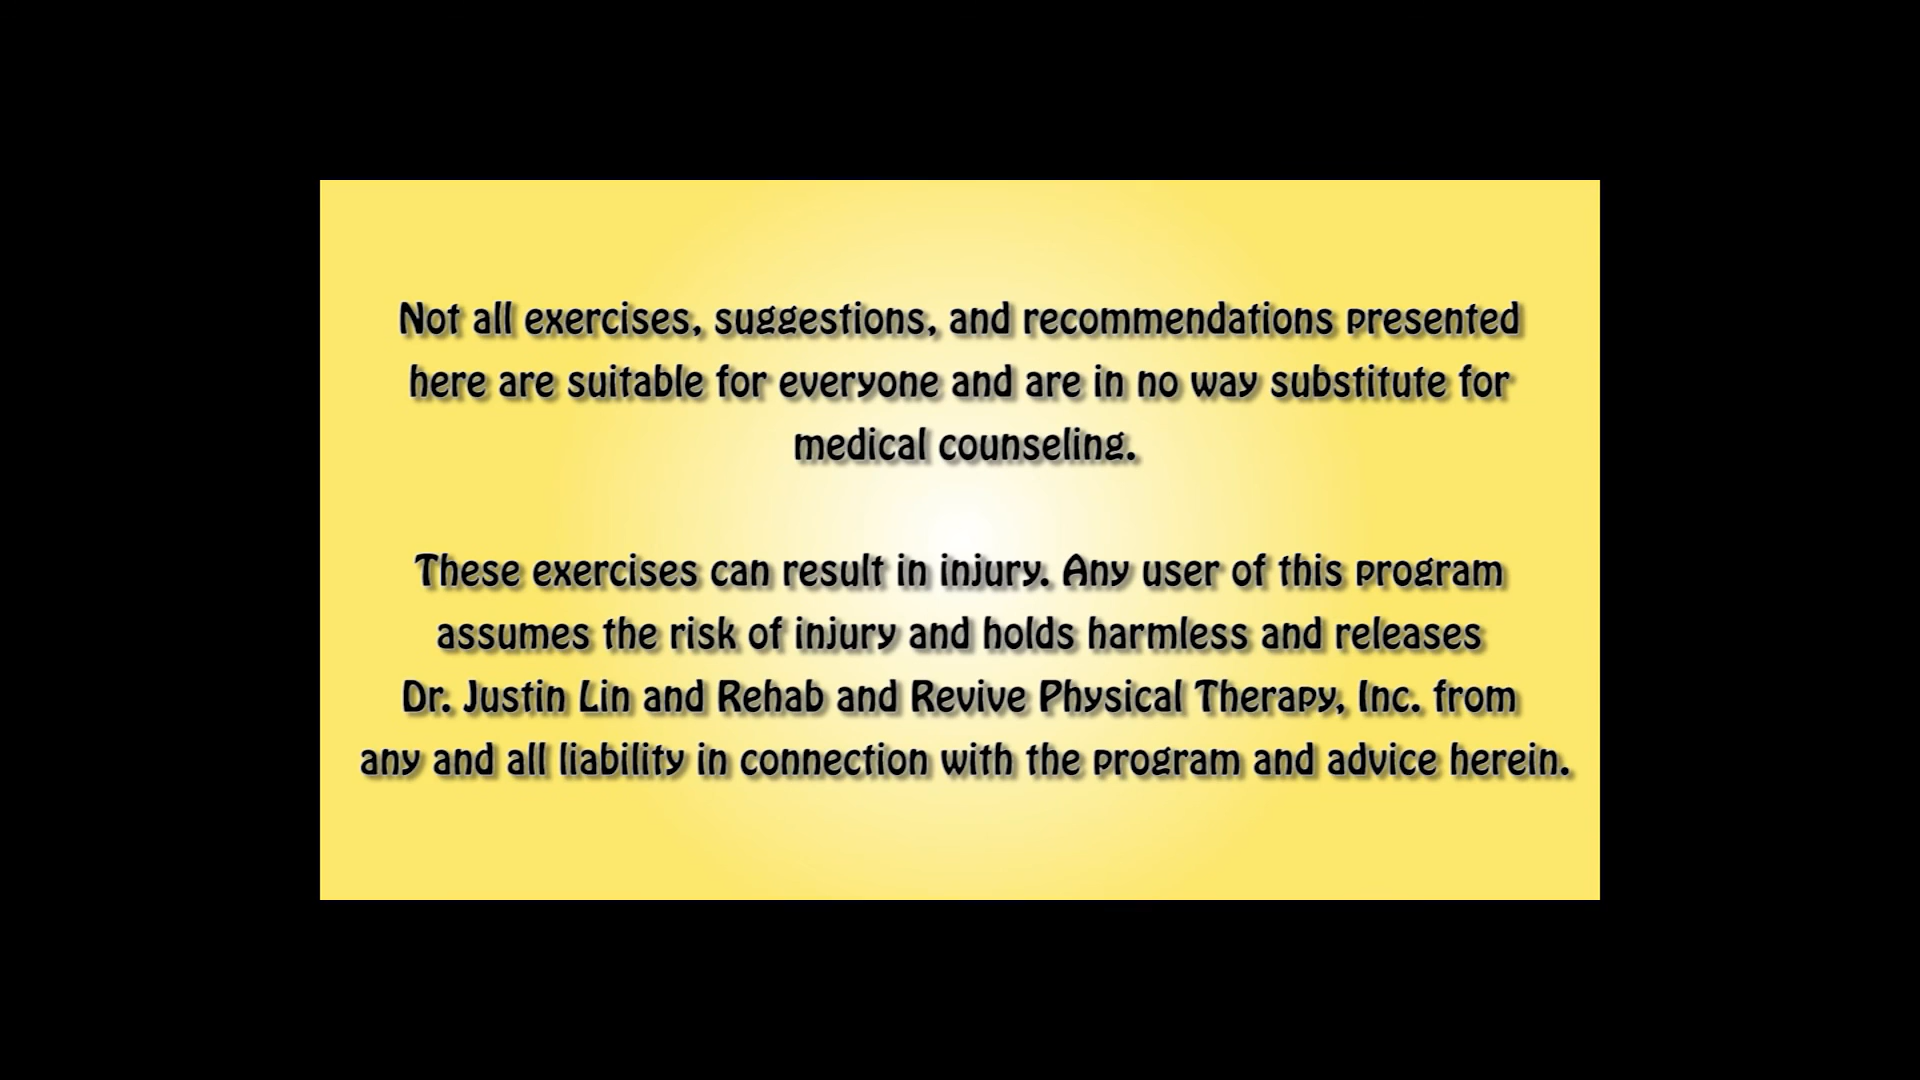 Not all exercises, suggestions, and recommendations presented
here are suitable for everyone and are in no way substitute for
medical counseling.
These exercises can result in injury. Any user of this program
assumes the risk of injury and holds harmless and releases
Dr. Justin Lin and Rehab and Revive Physical Therapy, Inc. from
any and all liability in connection with the program and advice herein.